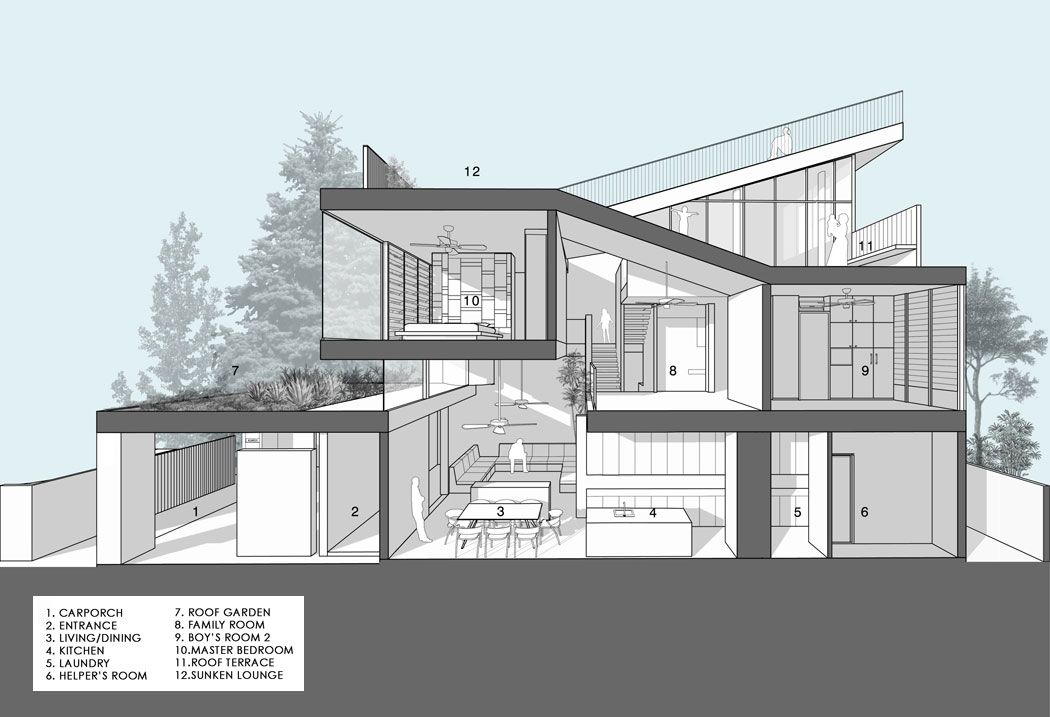 12
11
10
8
9
7
1
2
3
4
5
6
1. CARPORCH
2. ENTRANCE
3. LIVING/DINING
4. KITCHEN
5. LAUNDRY
6. HELPER'S ROOM
7. ROOF GARDEN
8. FAMILY ROOM
9. BOY'S ROOM 2
10.MASTER BEDROOM
11.ROOF TERRACE
12.SUNKEN LOUNGE